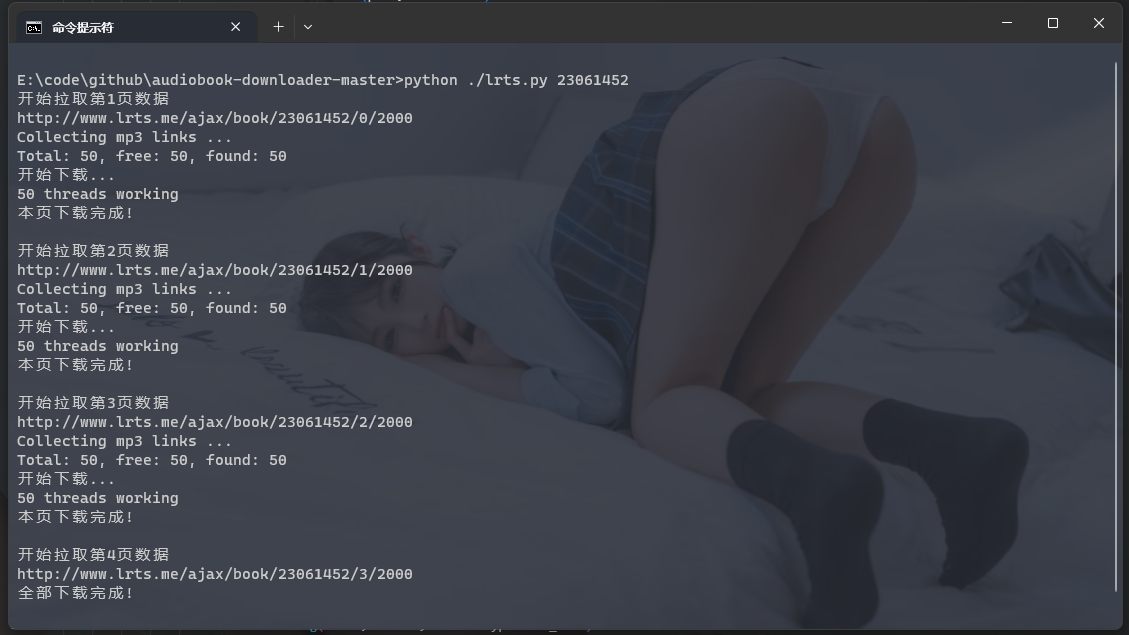 命令提示符
E:\code\github\audiobook-downloader-master>python ./lrts.py 23061452
开始拉取第1页数据
http://www.lrts.me/ajax/book/23061452/0/2000
Collecting mp3 links ...
Total: 50, free: 50, found: 50
开始下载...
50 threads working
本页下载完成!
开始拉取第2页数据
http://www.lrts.me/ajax/book/23061452/1/2000
Collecting mp3 links ...
Total: 50, free: 50, found: 50
开始下载...
50 threads working
本页下载完成!
开始拉取第3页数据
http://www.lrts.me/ajax/book/23061452/2/2000
Collecting mp3 links ...
Total: 50, free: 50, found: 50
开始下载...
50 threads working
本页下载完成!
开始拉取第4页数据
http://www.lrts.me/ajax/book/23061452/3/2000
全部下载完成!